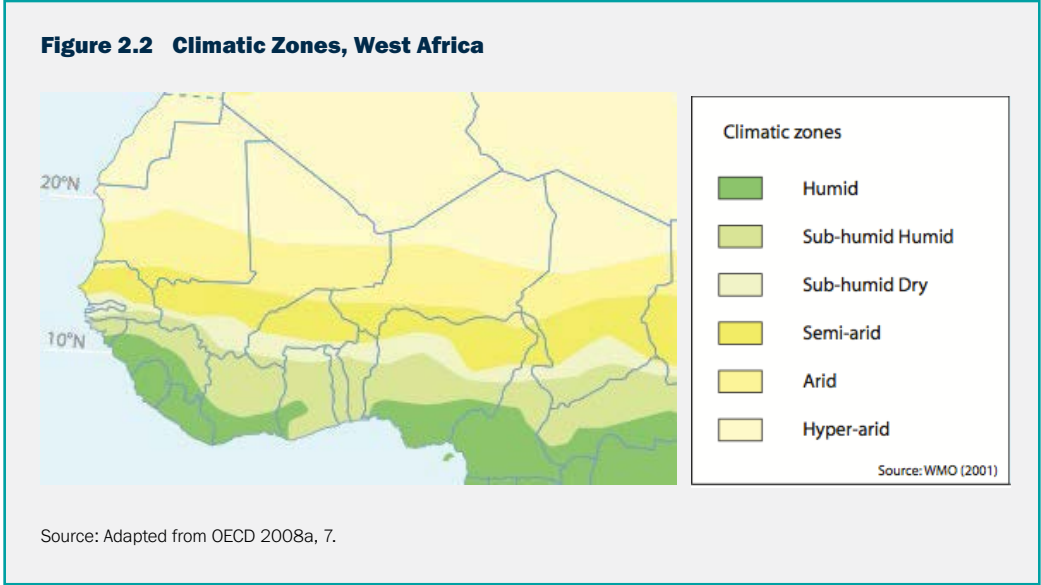 Figure 2.2 Climatic Zones, West Africa
20°N
10°N
Climatic zones
Humid
Sub-humid Humid
Sub-humid Dry
Semi-arid
Arid
Hyper-arid
Source: WMO (2001)
Source: Adapted from OECD 2008a, 7.